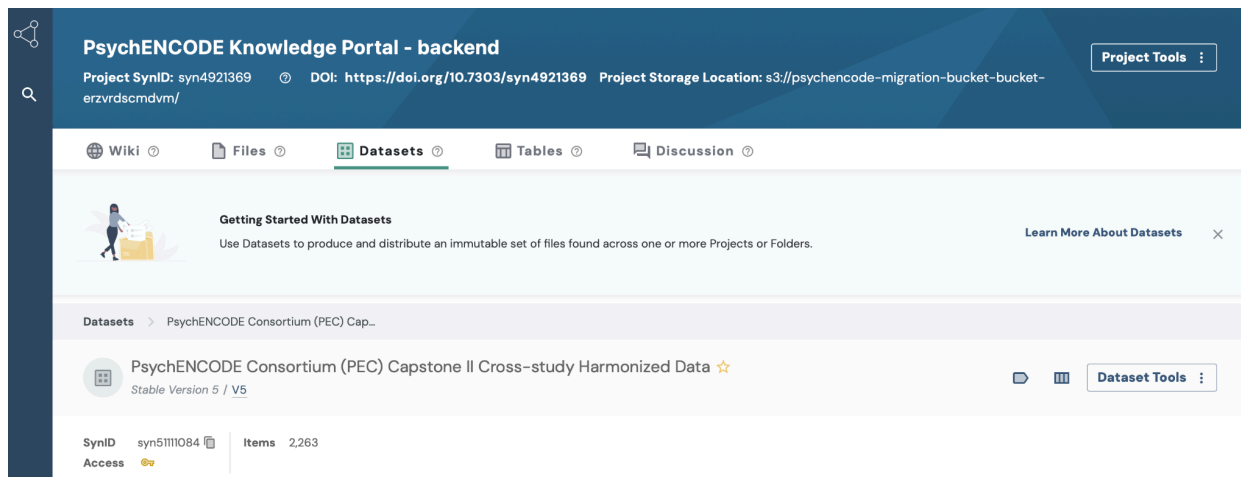 PsychENCODE Knowledge Portal - backend
Project SynID: syn4921369 DOI: https://doi.org/10.7303/syn4921369 Project Storage Location: s3://psychencode-migration-bucket-bucket-
erzvrdscmdvm/
Project Tools
Wiki Files Datasets Tables Discussion
Getting Started With Datasets
Use Datasets to produce and distribute an immutable set of files found across one or more Projects or Folders.
Learn More About Datasets
Datasets > PsychENCODE Consortium (PEC) Cap...
PsychENCODE Consortium (PEC) Capstone II Cross-study Harmonized Data
Stable Version 5 / V5
Dataset Tools
SynID syn51111084 Items 2,263
Access